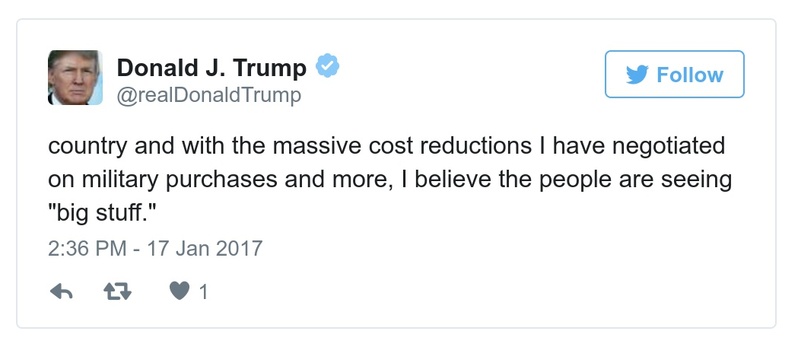 Donald J. Trump
Follow
@realDonaldTrump
country and with the massive cost reductions I have negotiated
on military purchases and more, I believe the people are seeing
"big stuff."
2:36 PM - 17 Jan 2017
1